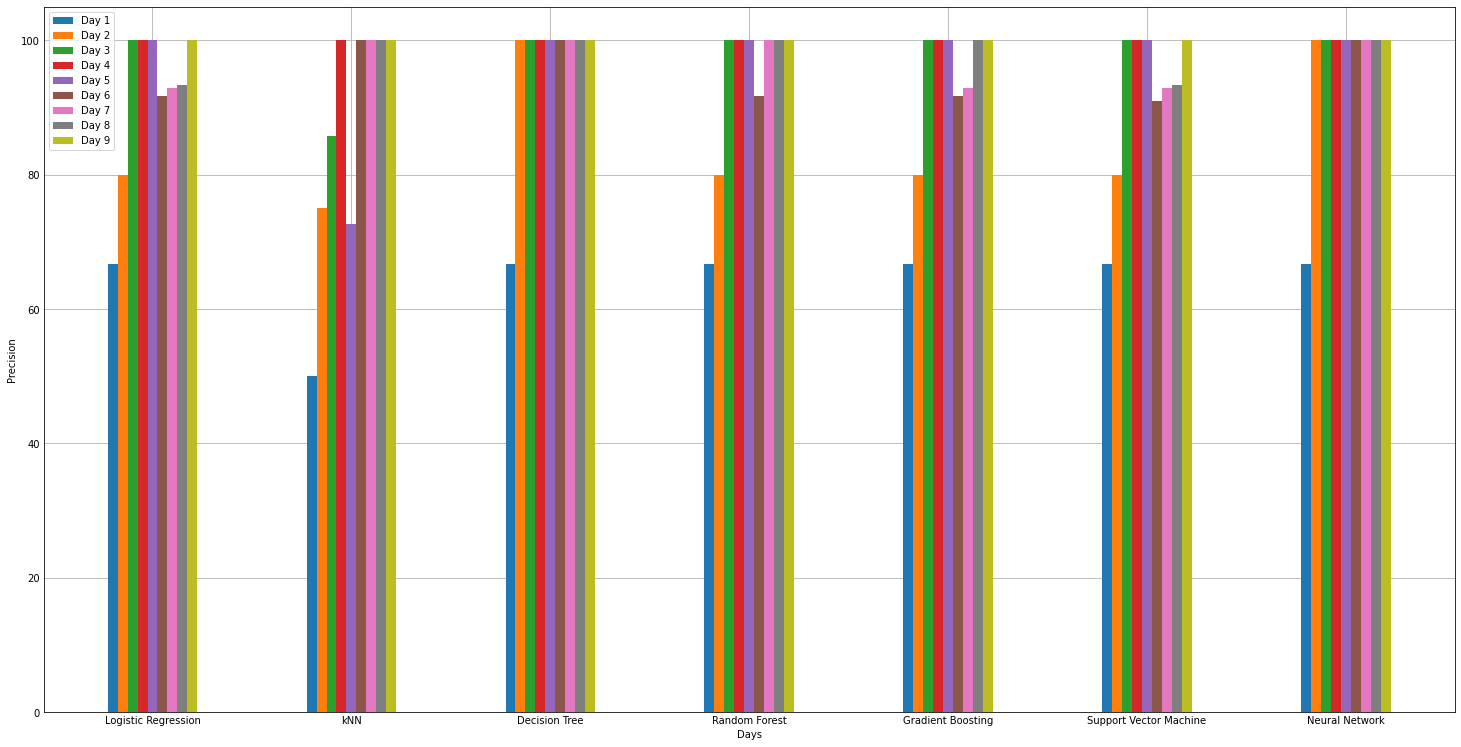 Day 1
Day 2
Day 3
Day 4
Day 5
Day 6
Day 7
Day 8
Day 9
100
80
60
40
20
0
Precision
Logistic Regression
kNN
Decision Tree
Random Forest
Gradient Boosting
Support Vector Machine
Neural Network
Days